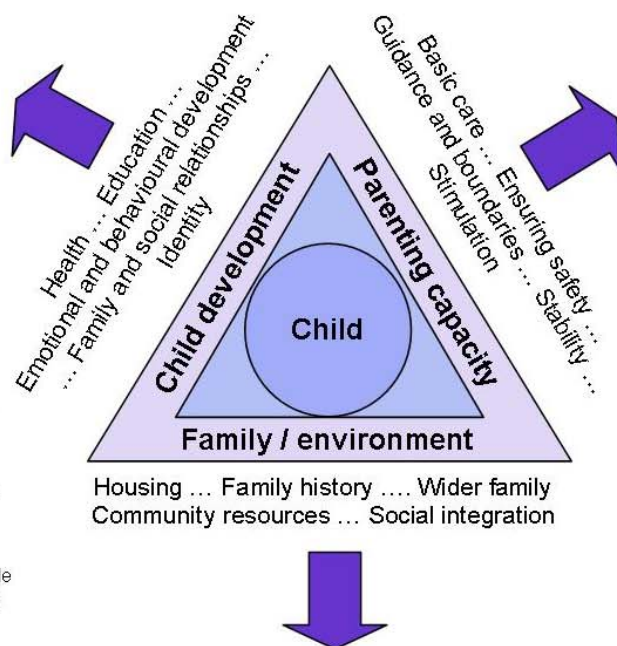 Health … Education …
Emotional and behavioural development
… Family and social relationships …
Identity
Child development
Basic care … Ensuring safety …
Guidance and boundaries … Stability …
Stimulation
Parenting capacity
Child
Family / environment
Housing … Family history …. Wider family
Community resources … Social integration